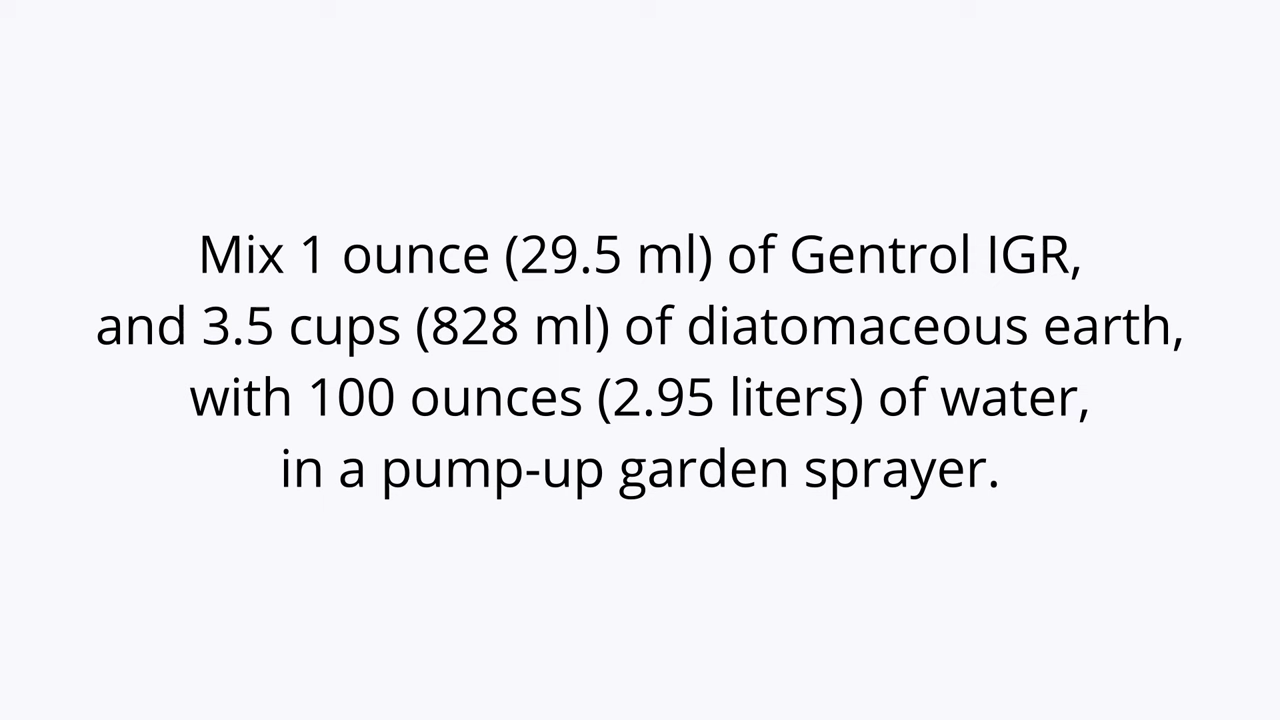 Mix 1 ounce (29.5 ml) of Gentrol IGR,
and 3.5 cups (828 ml) of diatomaceous earth,
with 100 ounces (2.95 liters) of water,
in a pump-up garden sprayer.